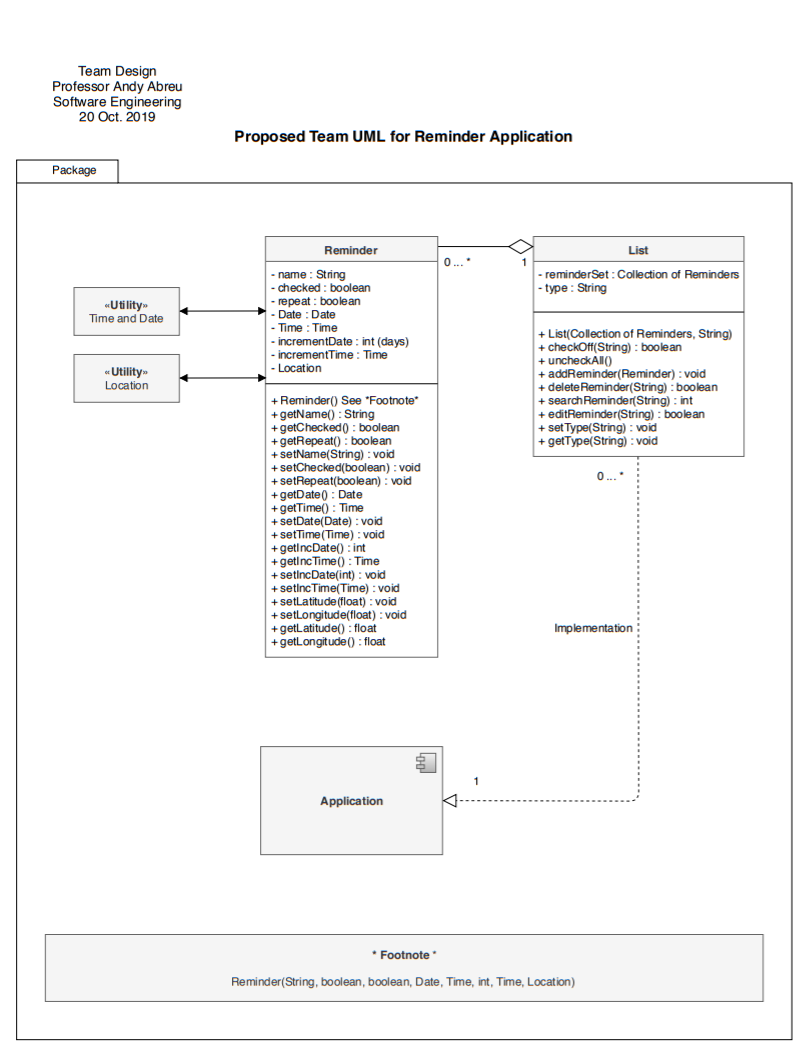 Team Design
Professor Andy Abreu
Software Engineering
20 Oct. 2019
Proposed Team UML for Reminder Application
Package
Reminder
- name : String
- checked : boolean
- repeat : boolean
- Date : Date
- Time : Time
- incrementDate : int (days)
- incrementTime : Time
- Location
+ Reminder() See *Footnote*
+ getName() : String
+ getChecked() : boolean
+ getRepeat() : boolean
+ setName(String) : void
+ setChecked(boolean) : void
+ setRepeat(boolean) : void
+ getDate() : Date
+ getTime() : Time
+ setDate(Date) : void
+ setTime(Time) : void
+ getIncDate() : int
+ getIncTime() : Time
+ setIncDate(int) : void
+ setIncTime(Time) : void
+ setLatitude(float) : void
+ setLongitude(float) : void
+ getLatitude() : float
+ getLongitude() : float
0 ... *
1
List
- reminderSet : Collection of Reminders
- type : String
+ List(Collection of Reminders, String)
+ checkOff(String) : boolean
+ uncheckAll()
+ addReminder(Reminder) : void
+ deleteReminder(String) : boolean
+ searchReminder(String) : int
+ editReminder(String) : boolean
+ setType(String) : void
+ getType(String) : void
«Utility»
Time and Date
«Utility»
Location
0 ... *
Implementation
1
Application
* Footnote *
Reminder(String, boolean, boolean, Date, Time, int, Time, Location)